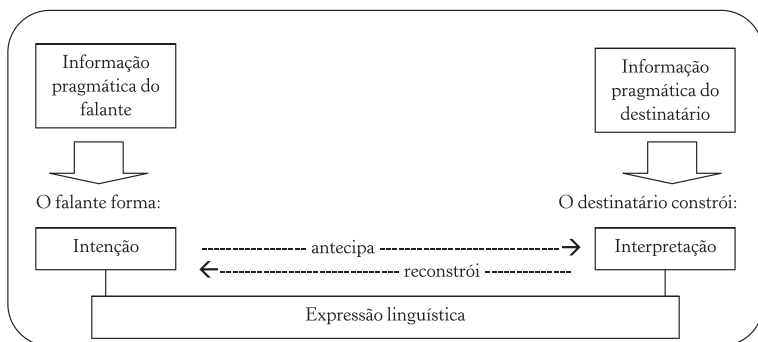 Informação
pragmática do
falante
Informação
pragmática do
destinatário
O falante forma:
O destinatário constrói:
Intenção
antecipa
Interpretação
reconstrói
Expressão linguística